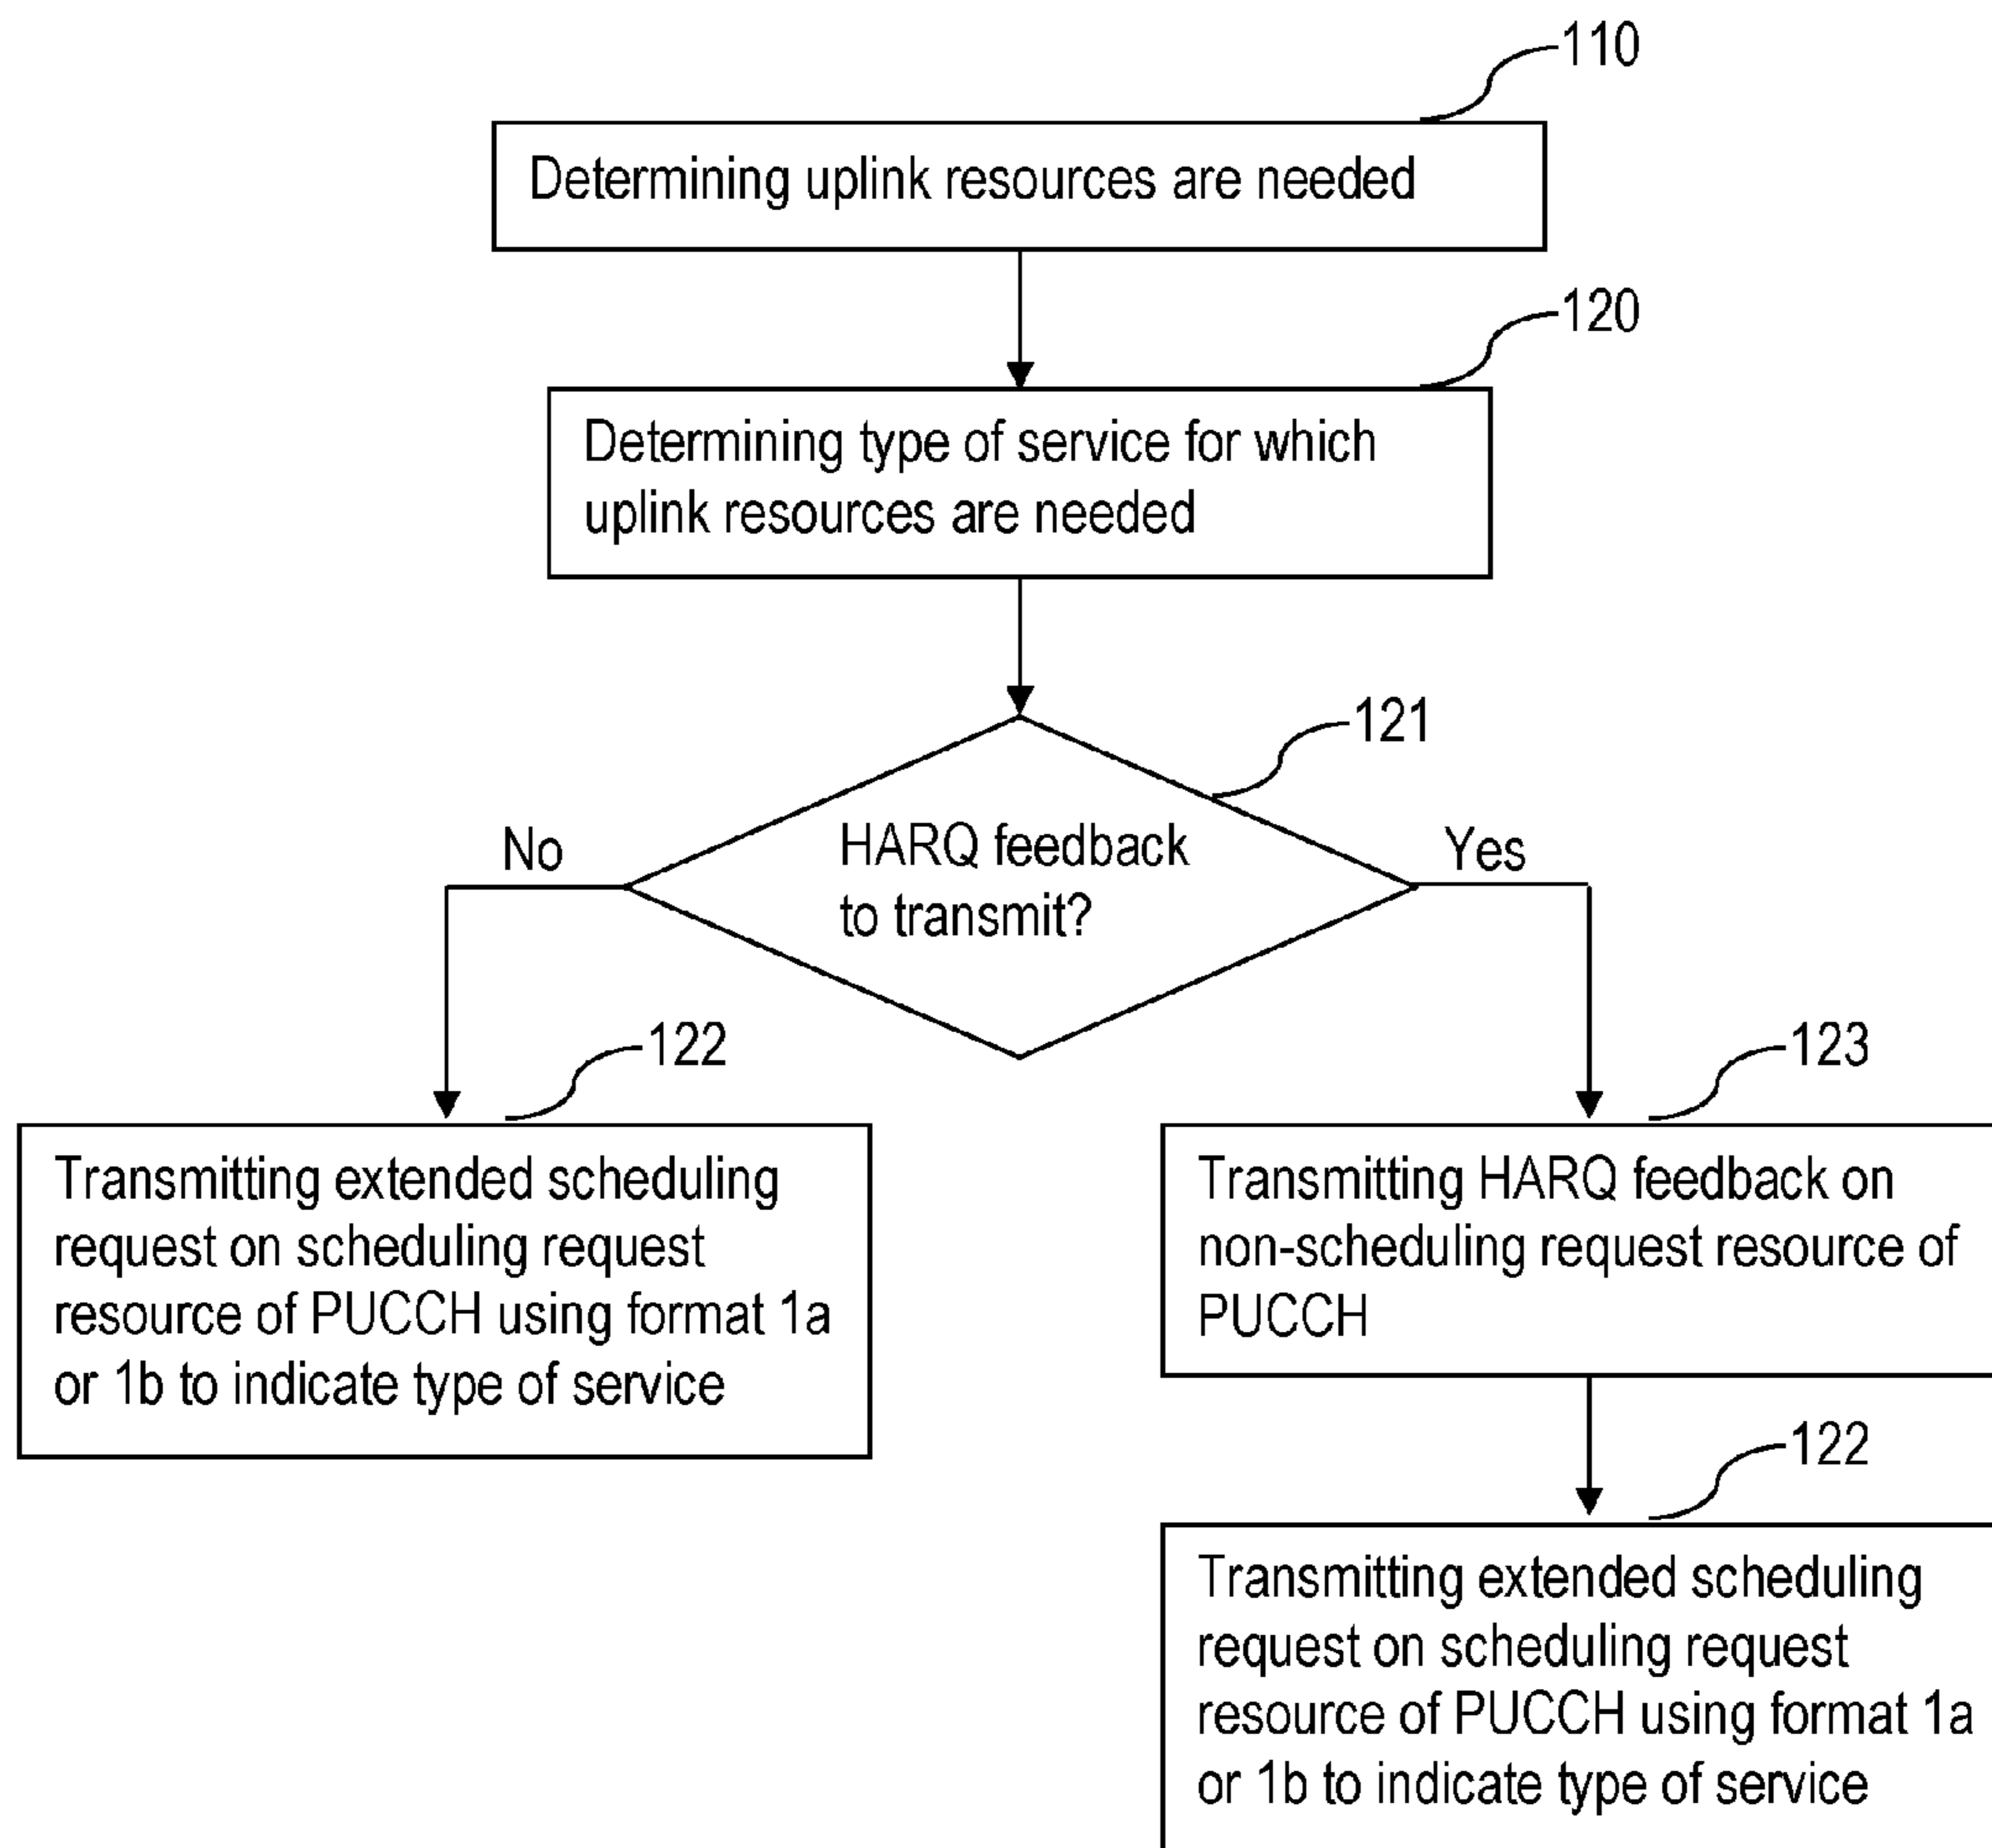 110
Determining uplink resources are needed
120
Determining type of service for which
uplink resources are needed
121
HARQ feedback
to transmit?
No
Yes
122
Transmitting extended scheduling
request on scheduling request
resource of PUCCH using format 1a
or 1b to indicate type of service
123
Transmitting HARQ feedback on
non-scheduling request resource of
PUCCH
122
Transmitting extended scheduling
request on scheduling request
resource of PUCCH using format 1a
or 1b to indicate type of service